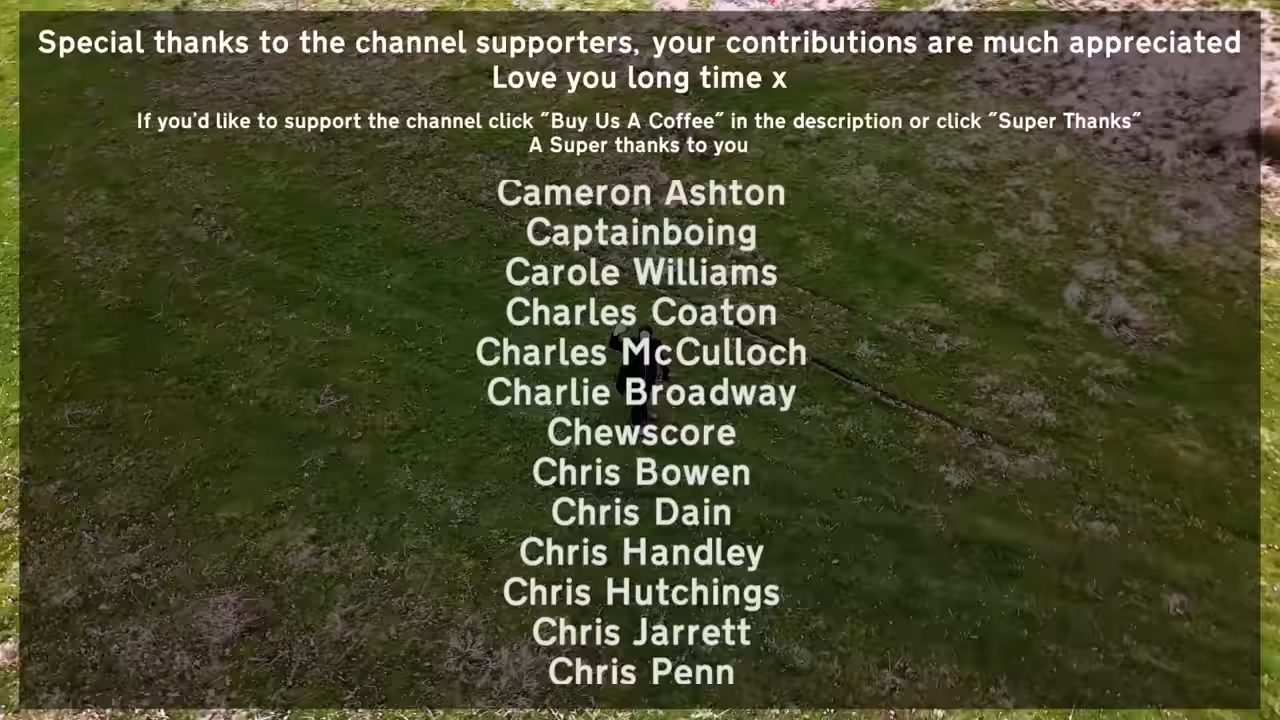 Special thanks to the channel supporters, your contributions are much appreciated
Love you long time x
If you'd like to support the channel click "Buy Us A Coffee" in the description or click "Super Thanks"
A Super thanks to you
Cameron Ashton
Captainboing
Carole Williams
Charles Coaton
Charles McCulloch
Charlie Broadway
Chewscore
Chris Bowen
Chris Dain
Chris Handley
Chris Hutchings
Chris Jarrett
Chris Penn